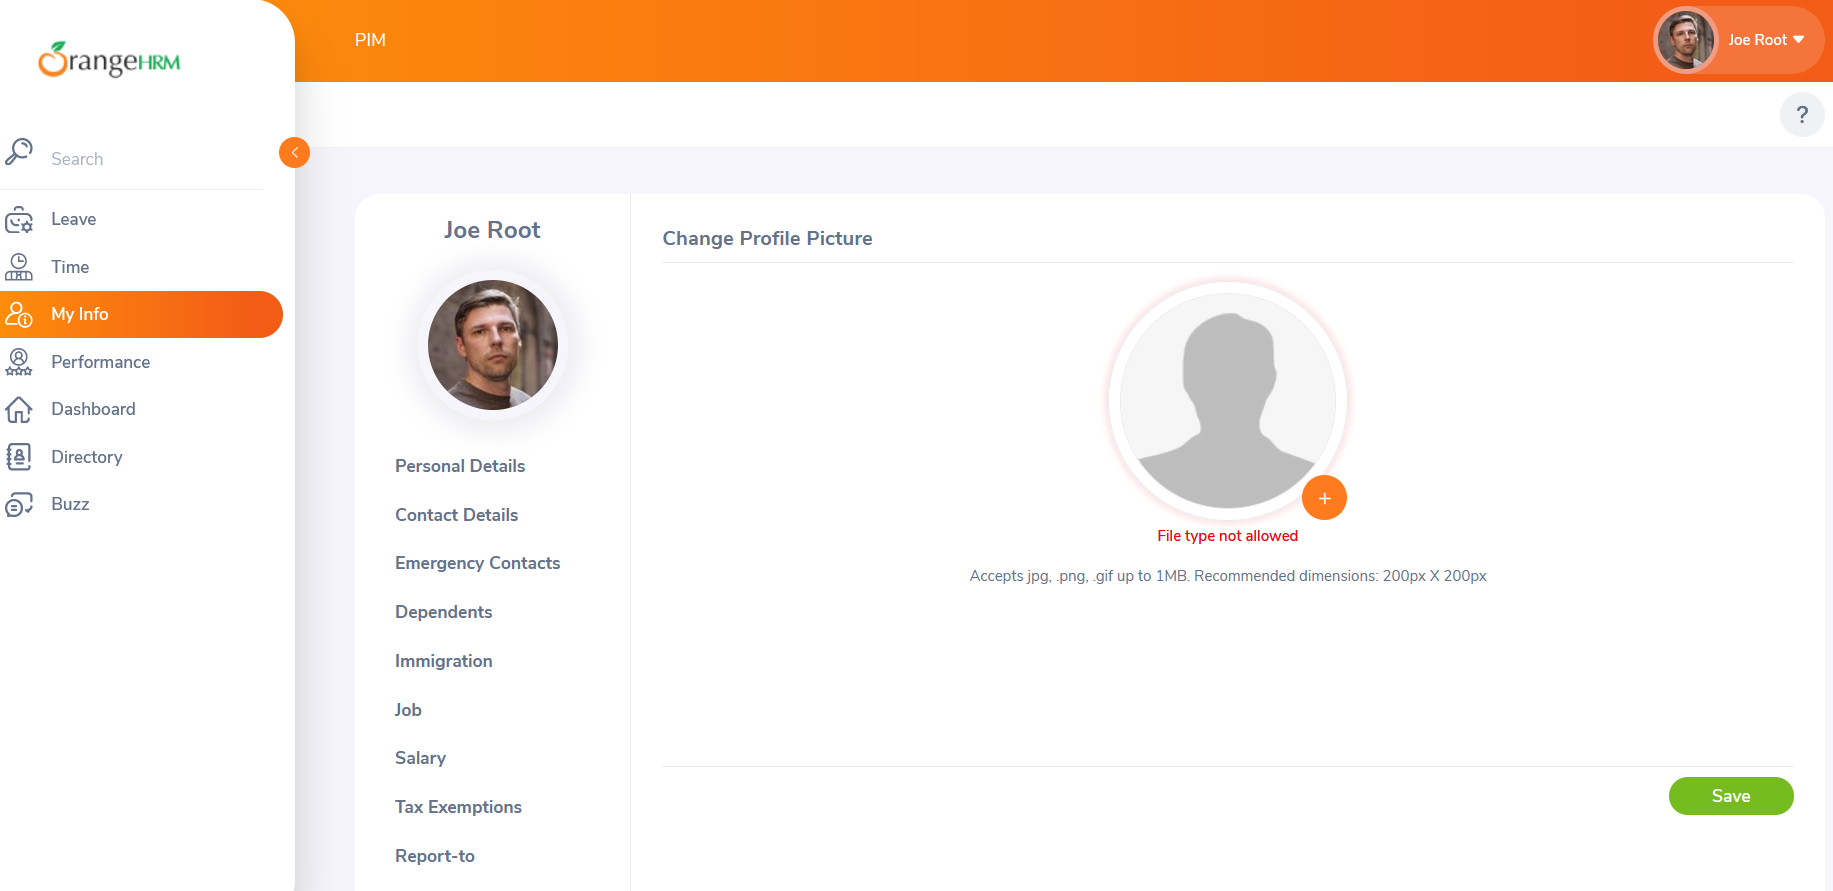 OrangeHRM
Search
Leave
Time
My Info
Performance
Dashboard
Directory
Buzz
PIM
Joe Root
?
Joe Root
Personal Details
Contact Details
Emergency Contacts
Dependents
Immigration
Job
Salary
Tax Exemptions
Report-to
Change Profile Picture
+
File type not allowed
Accepts jpg, .png, .gif up to 1MB. Recommended dimensions: 200px X 200px
Save